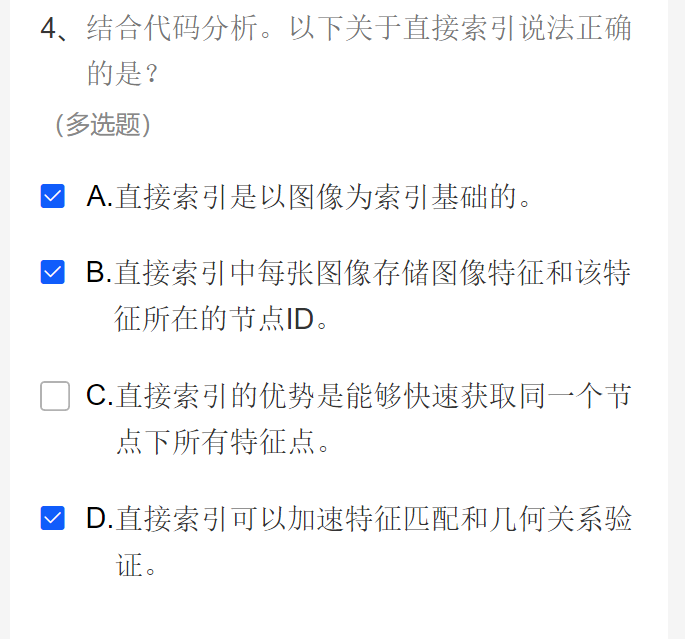 4、结合代码分析。以下关于直接索引说法正确
的是？
（多选题）
A.直接索引是以图像为索引基础的。
B.直接索引中每张图像存储图像特征和该特
征所在的节点ID。
C.直接索引的优势是能够快速获取同一个节
点下所有特征点。
D.直接索引可以加速特征匹配和几何关系验
证。